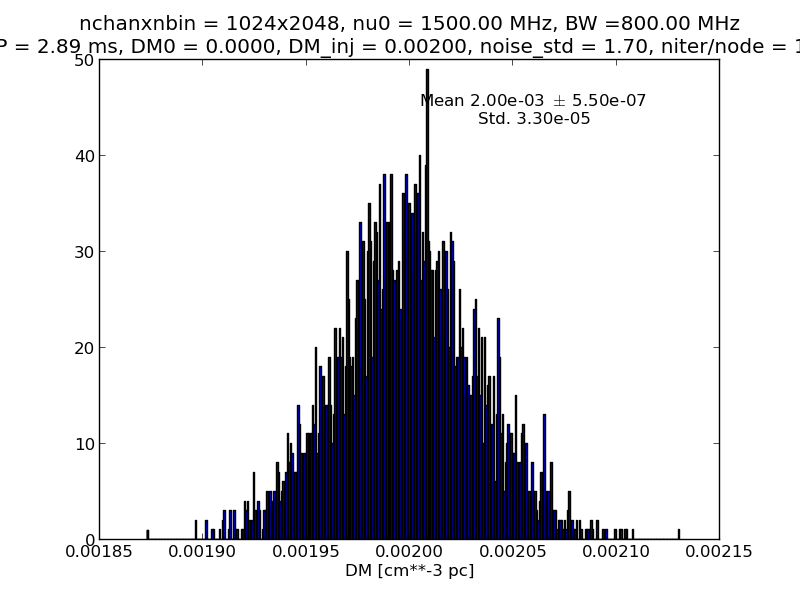 nchanxnbin = 1024x2048, nu0 = 1500.00 MHz, BW =800.00 MHz
P = 2.89 ms, DM0 = 0.0000, DM_inj = 0.00200, noise_std = 1.70, niter/node = 1
50
Mean 2.00e-03 ± 5.50e-07
Std. 3.30e-05
40
30
20
10
0
0.00185 0.00190 0.00195 0.00200 0.00205 0.00210 0.00215
DM [cm**-3 pc]